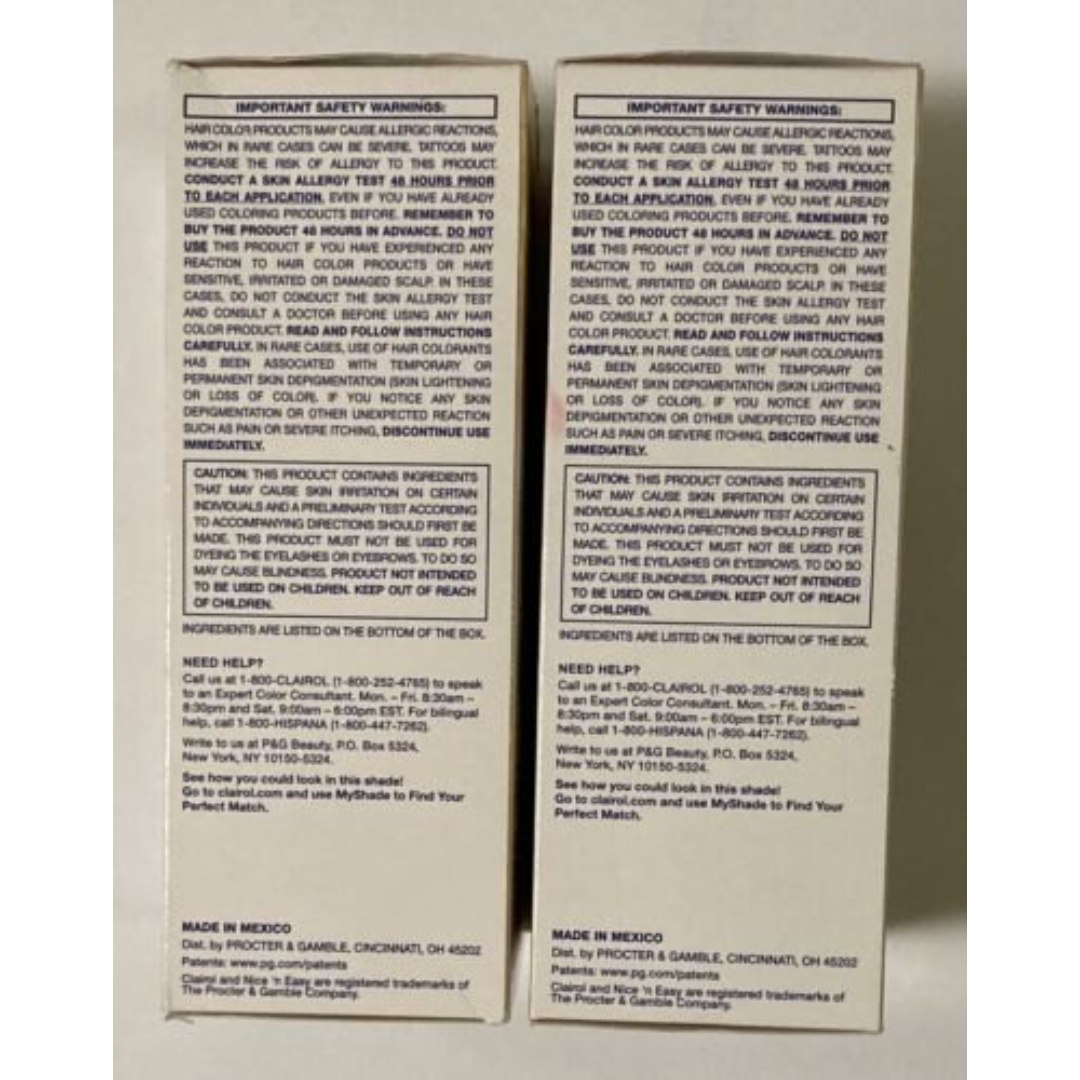 IMPORTANT SAFETY WARNINGS:
HAIR COLOR PRODUCTS MAY CAUSE ALLERGIC REACTIONS,
WHICH IN RARE CASES CAN BE SEVERE. TATTOOS MAY
INCREASE THE RISK OF ALLERGY TO THIS PRODUCT.
CONDUCT A SKIN ALLERGY TEST 48 HOURS PRIOR
TO EACH APPLICATION, EVEN IF YOU HAVE ALREADY
USED COLORING PRODUCTS BEFORE. REMEMBER TO
BUY THE PRODUCT 48 HOURS IN ADVANCE. DO NOT
USE THIS PRODUCT IF YOU HAVE EXPERIENCED ANY
REACTION TO HAIR COLOR PRODUCTS OR HAVE
SENSITIVE, IRRITATED OR DAMAGED SCALP. IN THESE
CASES, DO NOT CONDUCT THE SKIN ALLERGY TEST
AND CONSULT A DOCTOR BEFORE USING ANY HAIR
COLOR PRODUCT. READ AND FOLLOW INSTRUCTIONS
CAREFULLY. IN RARE CASES, USE OF HAIR COLORANTS
HAS BEEN ASSOCIATED WITH TEMPORARY OR
PERMANENT SKIN DEPIGMENTATION (SKIN LIGHTENING
OR LOSS OF COLOR). IF YOU NOTICE ANY SKIN
DEPIGMENTATION OR OTHER UNEXPECTED REACTION
SUCH AS PAIN OR SEVERE ITCHING, DISCONTINUE USE
IMMEDIATELY.
CAUTION: THIS PRODUCT CONTAINS INGREDIENTS
THAT MAY CAUSE SKIN IRRITATION ON CERTAIN
INDIVIDUALS AND A PRELIMINARY TEST ACCORDING
TO ACCOMPANYING DIRECTIONS SHOULD FIRST BE
MADE. THIS PRODUCT MUST NOT BE USED FOR
DYEING THE EYELASHES OR EYEBROWS. TO DO SO
MAY CAUSE BLINDNESS. PRODUCT NOT INTENDED
TO BE USED ON CHILDREN. KEEP OUT OF REACH
OF CHILDREN.
INGREDIENTS ARE LISTED ON THE BOTTOM OF THE BOX.
NEED HELP?
Call us at 1-800-CLAIROL (1-800-252-4765) to speak
to an Expert Color Consultant. Mon. – Fri. 8:30am –
8:30pm and Sat. 9:00am – 6:00pm EST. For bilingual
help, call 1-800-HISPANA (1-800-447-7262).
Write to us at P&G Beauty, P.O. Box 5324,
New York, NY 10150-5324.
See how you could look in this shade!
Go to clairol.com and use MyShade to Find Your
Perfect Match.
MADE IN MEXICO
Dist. by PROCTER & GAMBLE, CINCINNATI, OH 45202
Patents: www.pg.com/patents
Clairol and Nice 'n Easy are registered trademarks of
The Procter & Gamble Company.
IMPORTANT SAFETY WARNINGS:
HAIR COLOR PRODUCTS MAY CAUSE ALLERGIC REACTIONS,
WHICH IN RARE CASES CAN BE SEVERE. TATTOOS MAY
INCREASE THE RISK OF ALLERGY TO THIS PRODUCT.
CONDUCT A SKIN ALLERGY TEST 48 HOURS PRIOR
TO EACH APPLICATION, EVEN IF YOU HAVE ALREADY
USED COLORING PRODUCTS BEFORE. REMEMBER TO
BUY THE PRODUCT 48 HOURS IN ADVANCE. DO NOT
USE THIS PRODUCT IF YOU HAVE EXPERIENCED ANY
REACTION TO HAIR COLOR PRODUCTS OR HAVE
SENSITIVE, IRRITATED OR DAMAGED SCALP. IN THESE
CASES, DO NOT CONDUCT THE SKIN ALLERGY TEST
AND CONSULT A DOCTOR BEFORE USING ANY HAIR
COLOR PRODUCT. READ AND FOLLOW INSTRUCTIONS
CAREFULLY. IN RARE CASES, USE OF HAIR COLORANTS
HAS BEEN ASSOCIATED WITH TEMPORARY OR
PERMANENT SKIN DEPIGMENTATION (SKIN LIGHTENING
OR LOSS OF COLOR). IF YOU NOTICE ANY SKIN
DEPIGMENTATION OR OTHER UNEXPECTED REACTION
SUCH AS PAIN OR SEVERE ITCHING, DISCONTINUE USE
IMMEDIATELY.
CAUTION: THIS PRODUCT CONTAINS INGREDIENTS
THAT MAY CAUSE SKIN IRRITATION ON CERTAIN
INDIVIDUALS AND A PRELIMINARY TEST ACCORDING
TO ACCOMPANYING DIRECTIONS SHOULD FIRST BE
MADE. THIS PRODUCT MUST NOT BE USED FOR
DYEING THE EYELASHES OR EYEBROWS. TO DO SO
MAY CAUSE BLINDNESS. PRODUCT NOT INTENDED
TO BE USED ON CHILDREN. KEEP OUT OF REACH
OF CHILDREN.
INGREDIENTS ARE LISTED ON THE BOTTOM OF THE BOX.
NEED HELP?
Call us at 1-800-CLAIROL (1-800-252-4765) to speak
to an Expert Color Consultant. Mon. – Fri. 8:30am –
8:30pm and Sat. 9:00am – 6:00pm EST. For bilingual
help, call 1-800-HISPANA (1-800-447-7262).
Write to us at P&G Beauty, P.O. Box 5324,
New York, NY 10150-5324.
See how you could look in this shade!
Go to clairol.com and use MyShade to Find Your
Perfect Match.
MADE IN MEXICO
Dist. by PROCTER & GAMBLE, CINCINNATI, OH 45202
Patents: www.pg.com/patents
Clairol and Nice 'n Easy are registered trademarks of
The Procter & Gamble Company.